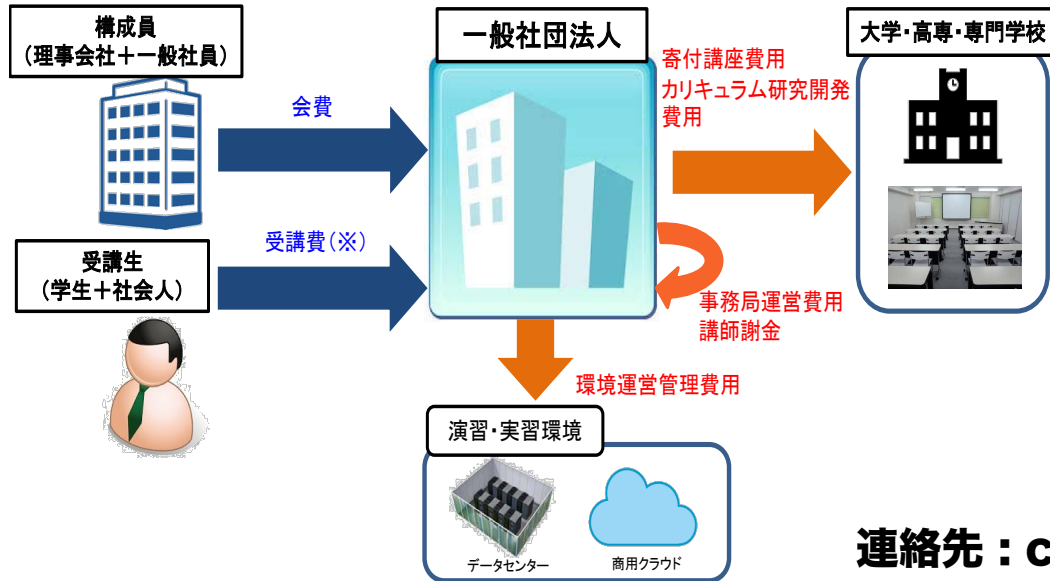 構成員
(理事会社＋一般社員)
会費
一般社団法人
寄付講座費用
カリキュラム研究開発
費用
大学・高専・専門学校
受講費(※)
受講生
(学生＋社会人)
事務局運営費用
講師謝金
環境運営管理費用
演習・実習環境
データセンター
商用クラウド
連絡先：c